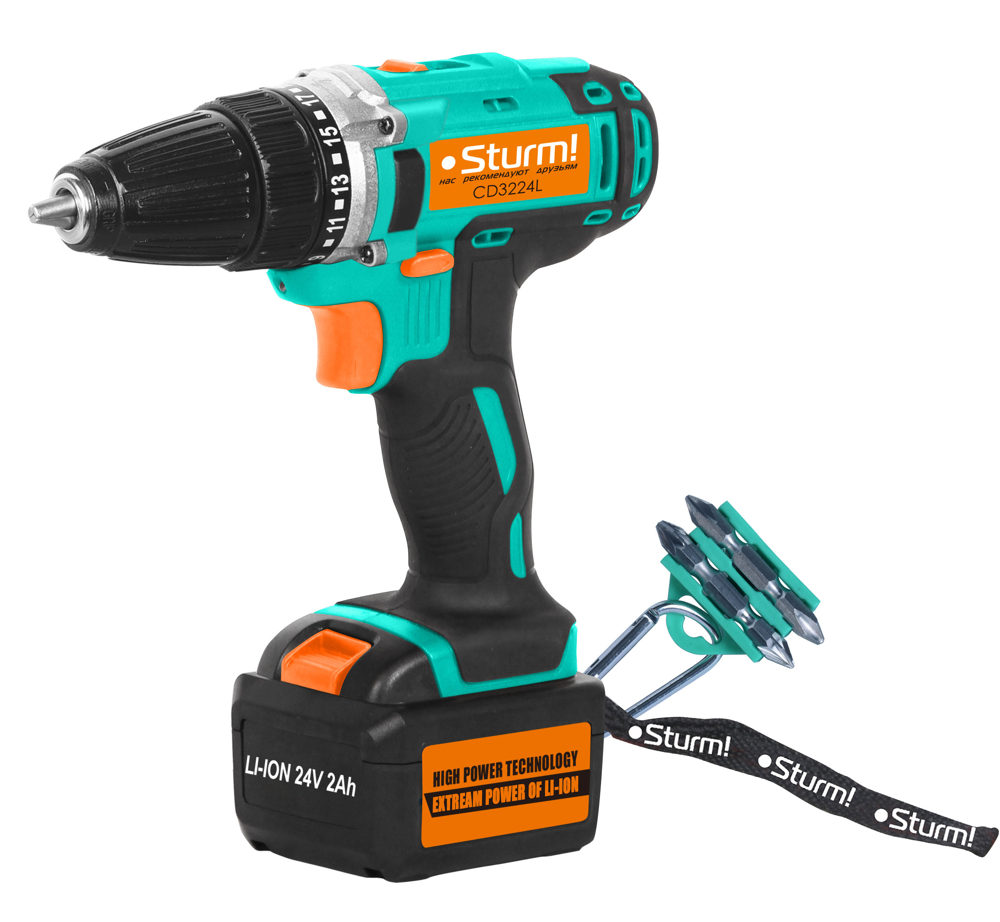 17
15
13
11
9
Sturm!
нас рекомендуют друзьям
CD3224L
LI-ION 24V 2Ah
HIGH POWER TECHNOLOGY
EXTREAM POWER OF LI-ION
Sturm!
Sturm!
Sturm!